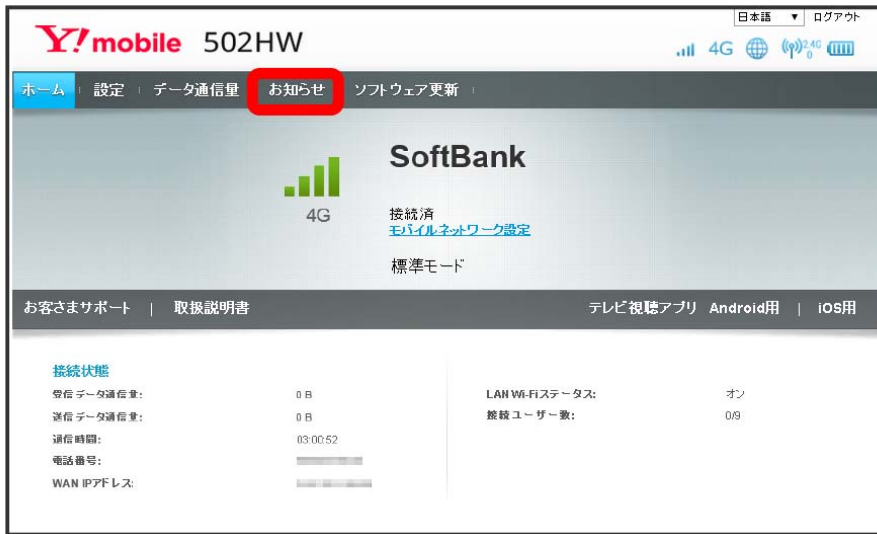 日本語 ▼ ログアウト
Y!mobile 502HW
4G 2.4G 0
ホーム 設定 データ通信量 お知らせ ソフトウェア更新
SoftBank
4G
接続済
モバイルネットワーク設定
標準モード
お客さまサポート | 取扱説明書 テレビ視聴アプリ Android用 | iOS用
接続状態
受信データ通信量: 0 B LAN Wi-Fiステータス: オン
送信データ通信量: 0 B 接続ユーザー数: 0/9
通信時間: 03:00:52
電話番号:
WAN IPアドレス: